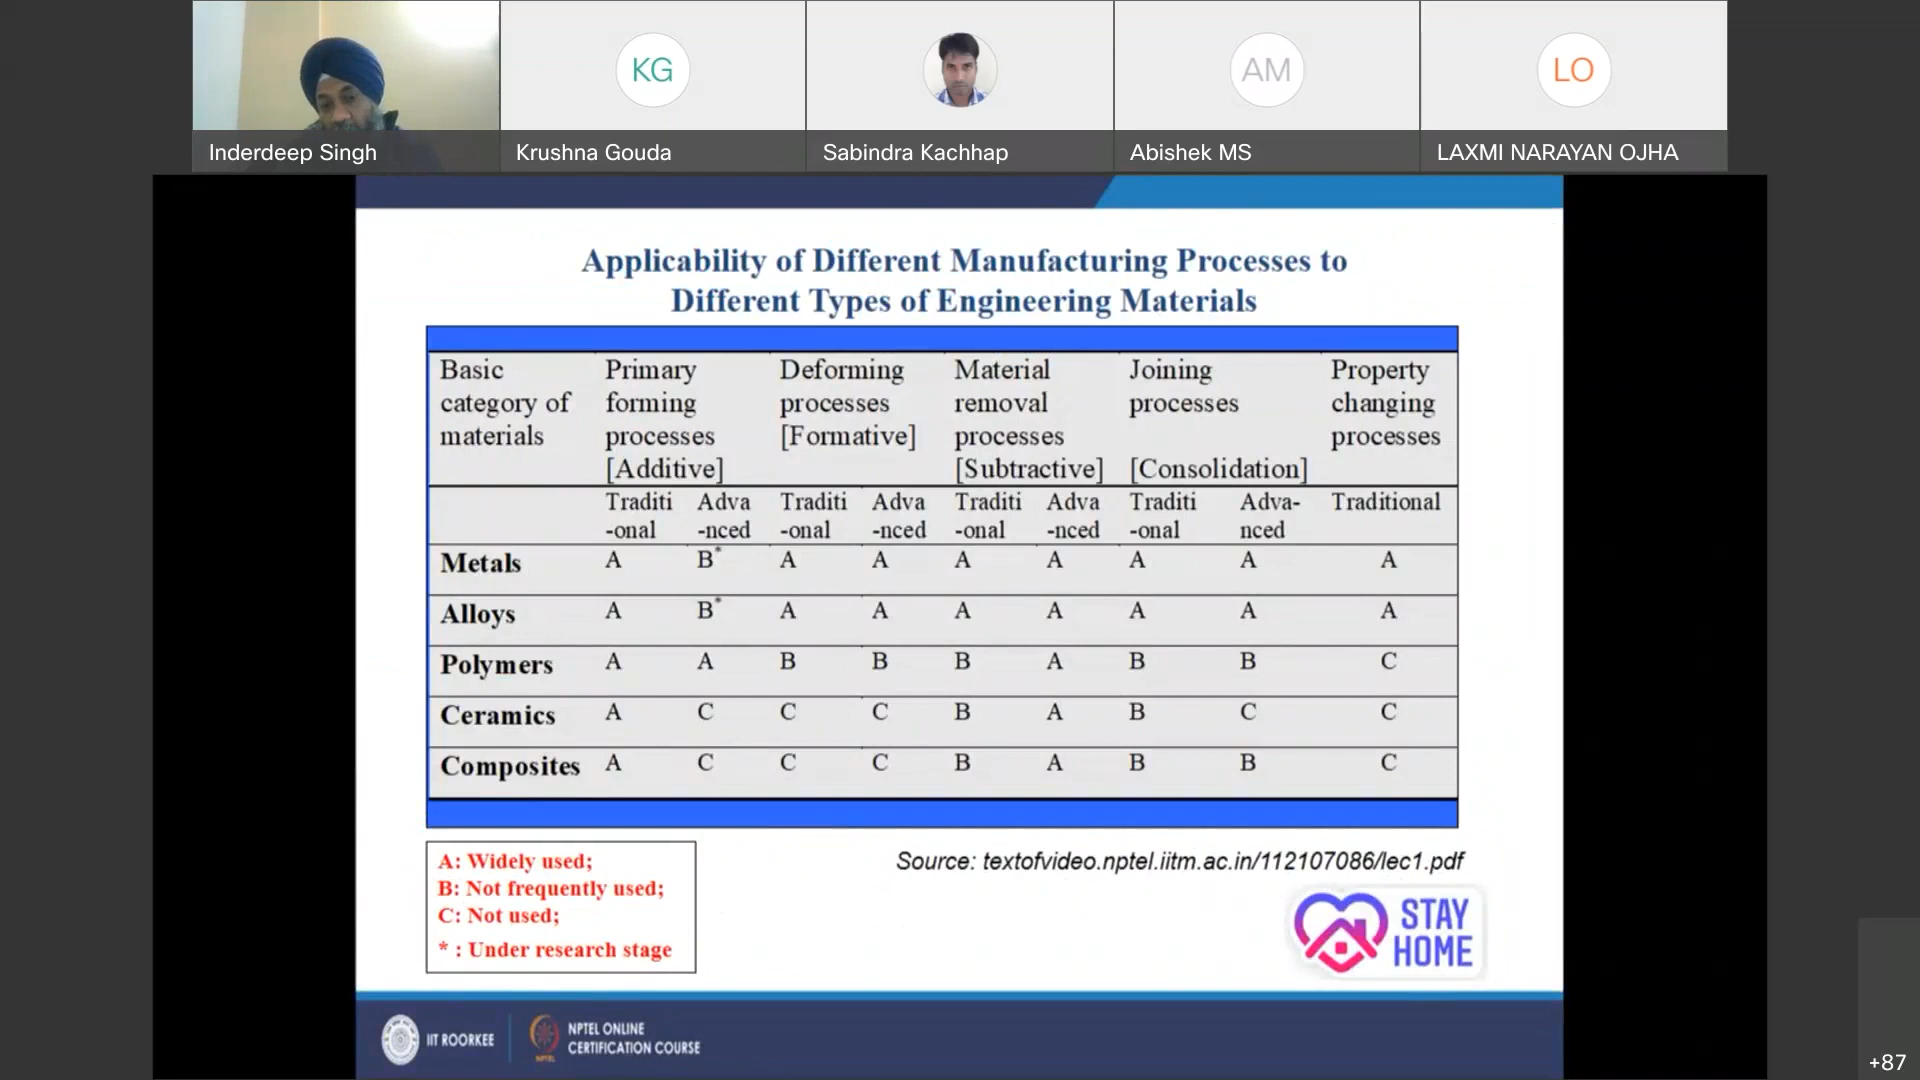 KG
AM
LO
Inderdeep Singh
Krushna Gouda
Sabindra Kachhap
Abishek MS
LAXMI NARAYAN OJHA
Applicability of Different Manufacturing Processes to
Different Types of Engineering Materials
Basic Primary Deforming Material Joining Property
category of forming processes removal processes changing
materials processes [Formative] processes processes
[Additive] [Subtractive] [Consolidation]
Traditi Adva Traditi Adva Traditi Adva Traditi Adva- Traditional
-onal -nced -onal -nced -onal -nced -onal nced
Metals A B* A A A A A A A
Alloys A B* A A A A A A A
Polymers A A B B B A B B C
Ceramics A C C C B A B C C
Composites A C C C B A B B C
A: Widely used;
B: Not frequently used;
C: Not used;
* : Under research stage
Source: textofvideo.nptel.iitm.ac.in/112107086/lec1.pdf
STAY
HOME
IIT ROORKEE
NPTEL
NPTEL ONLINE
CERTIFICATION COURSE
+87